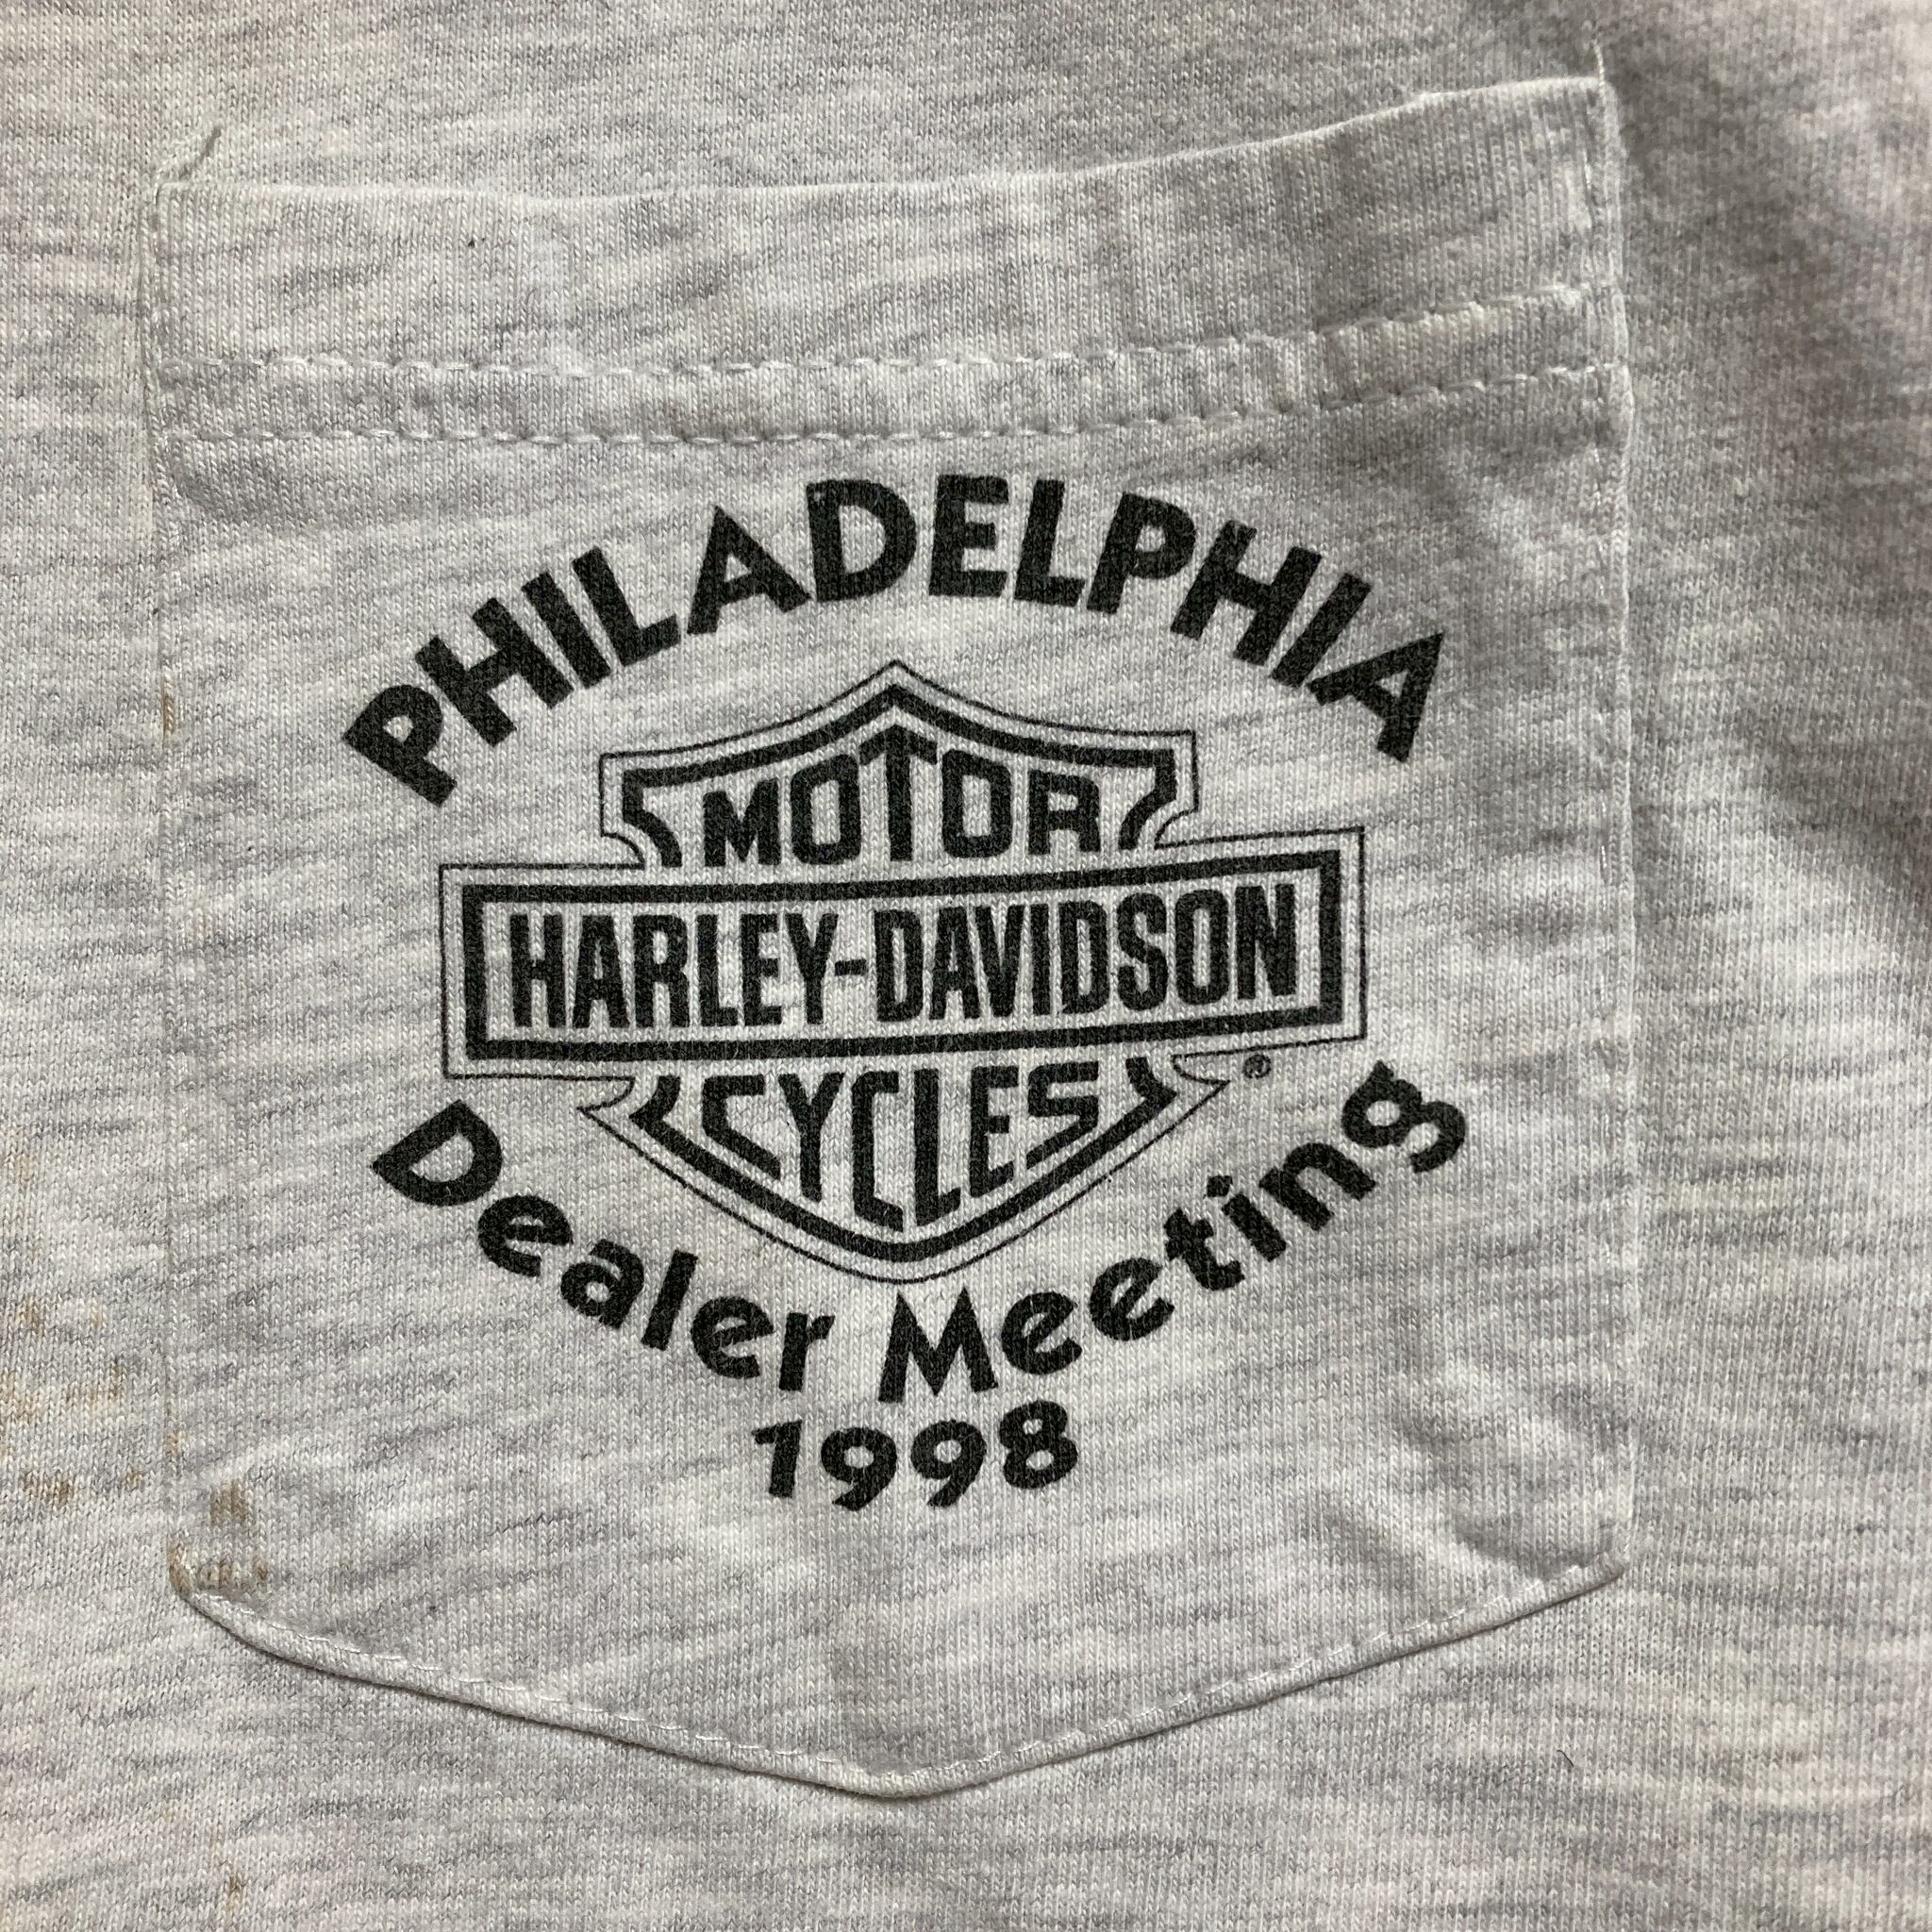 PHILADELPHIA
MOTOR
HARLEY-DAVIDSON
®
CYCLES
Dealer Meeting
1998